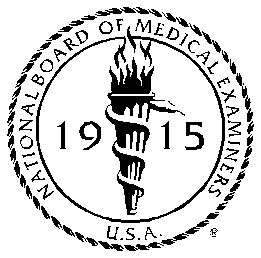 NATIONAL BOARD OF MEDICAL EXAMINERS
19 15
U.S.A.
®